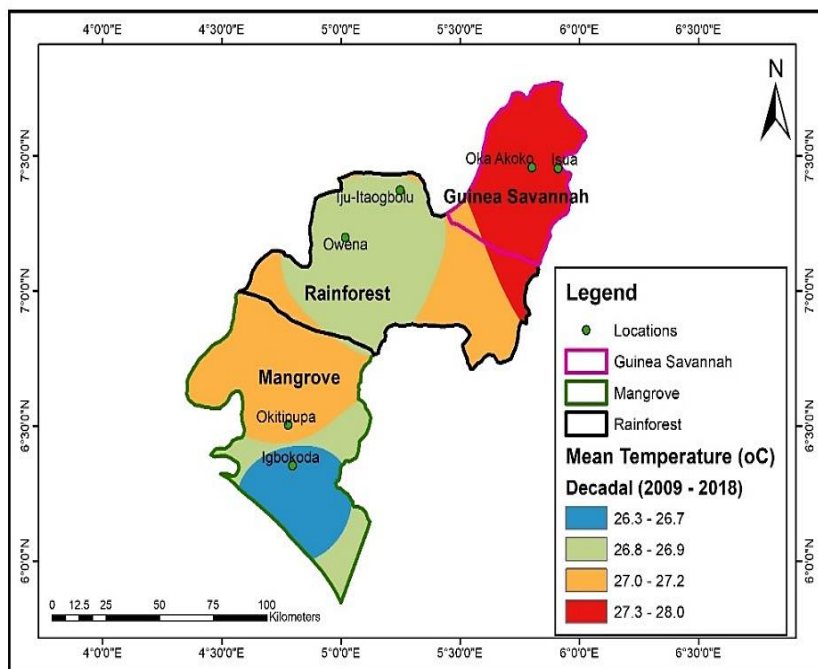 4°0'0"E 4°30'0"E 5°0'0"E 5°30'0"E 6°0'0"E 6°30'0"E
N
7°30'0"N 7°30'0"N
Oka Akoko Isua
Iju-Itaogbolu Guinea Savannah
Owena
7°0'0"N 7°0'0"N
Rainforest
Mangrove
Okitipupa
6°30'0"N 6°30'0"N
Igbokoda
6°0'0"N 6°0'0"N
Legend
Locations
Guinea Savannah
Mangrove
Rainforest
Mean Temperature (oC)
Decadal (2009 - 2018)
26.3 - 26.7
26.8 - 26.9
27.0 - 27.2
27.3 - 28.0
0 12.5 25 50 75 100
Kilometers
4°0'0"E 4°30'0"E 5°0'0"E 5°30'0"E 6°0'0"E 6°30'0"E